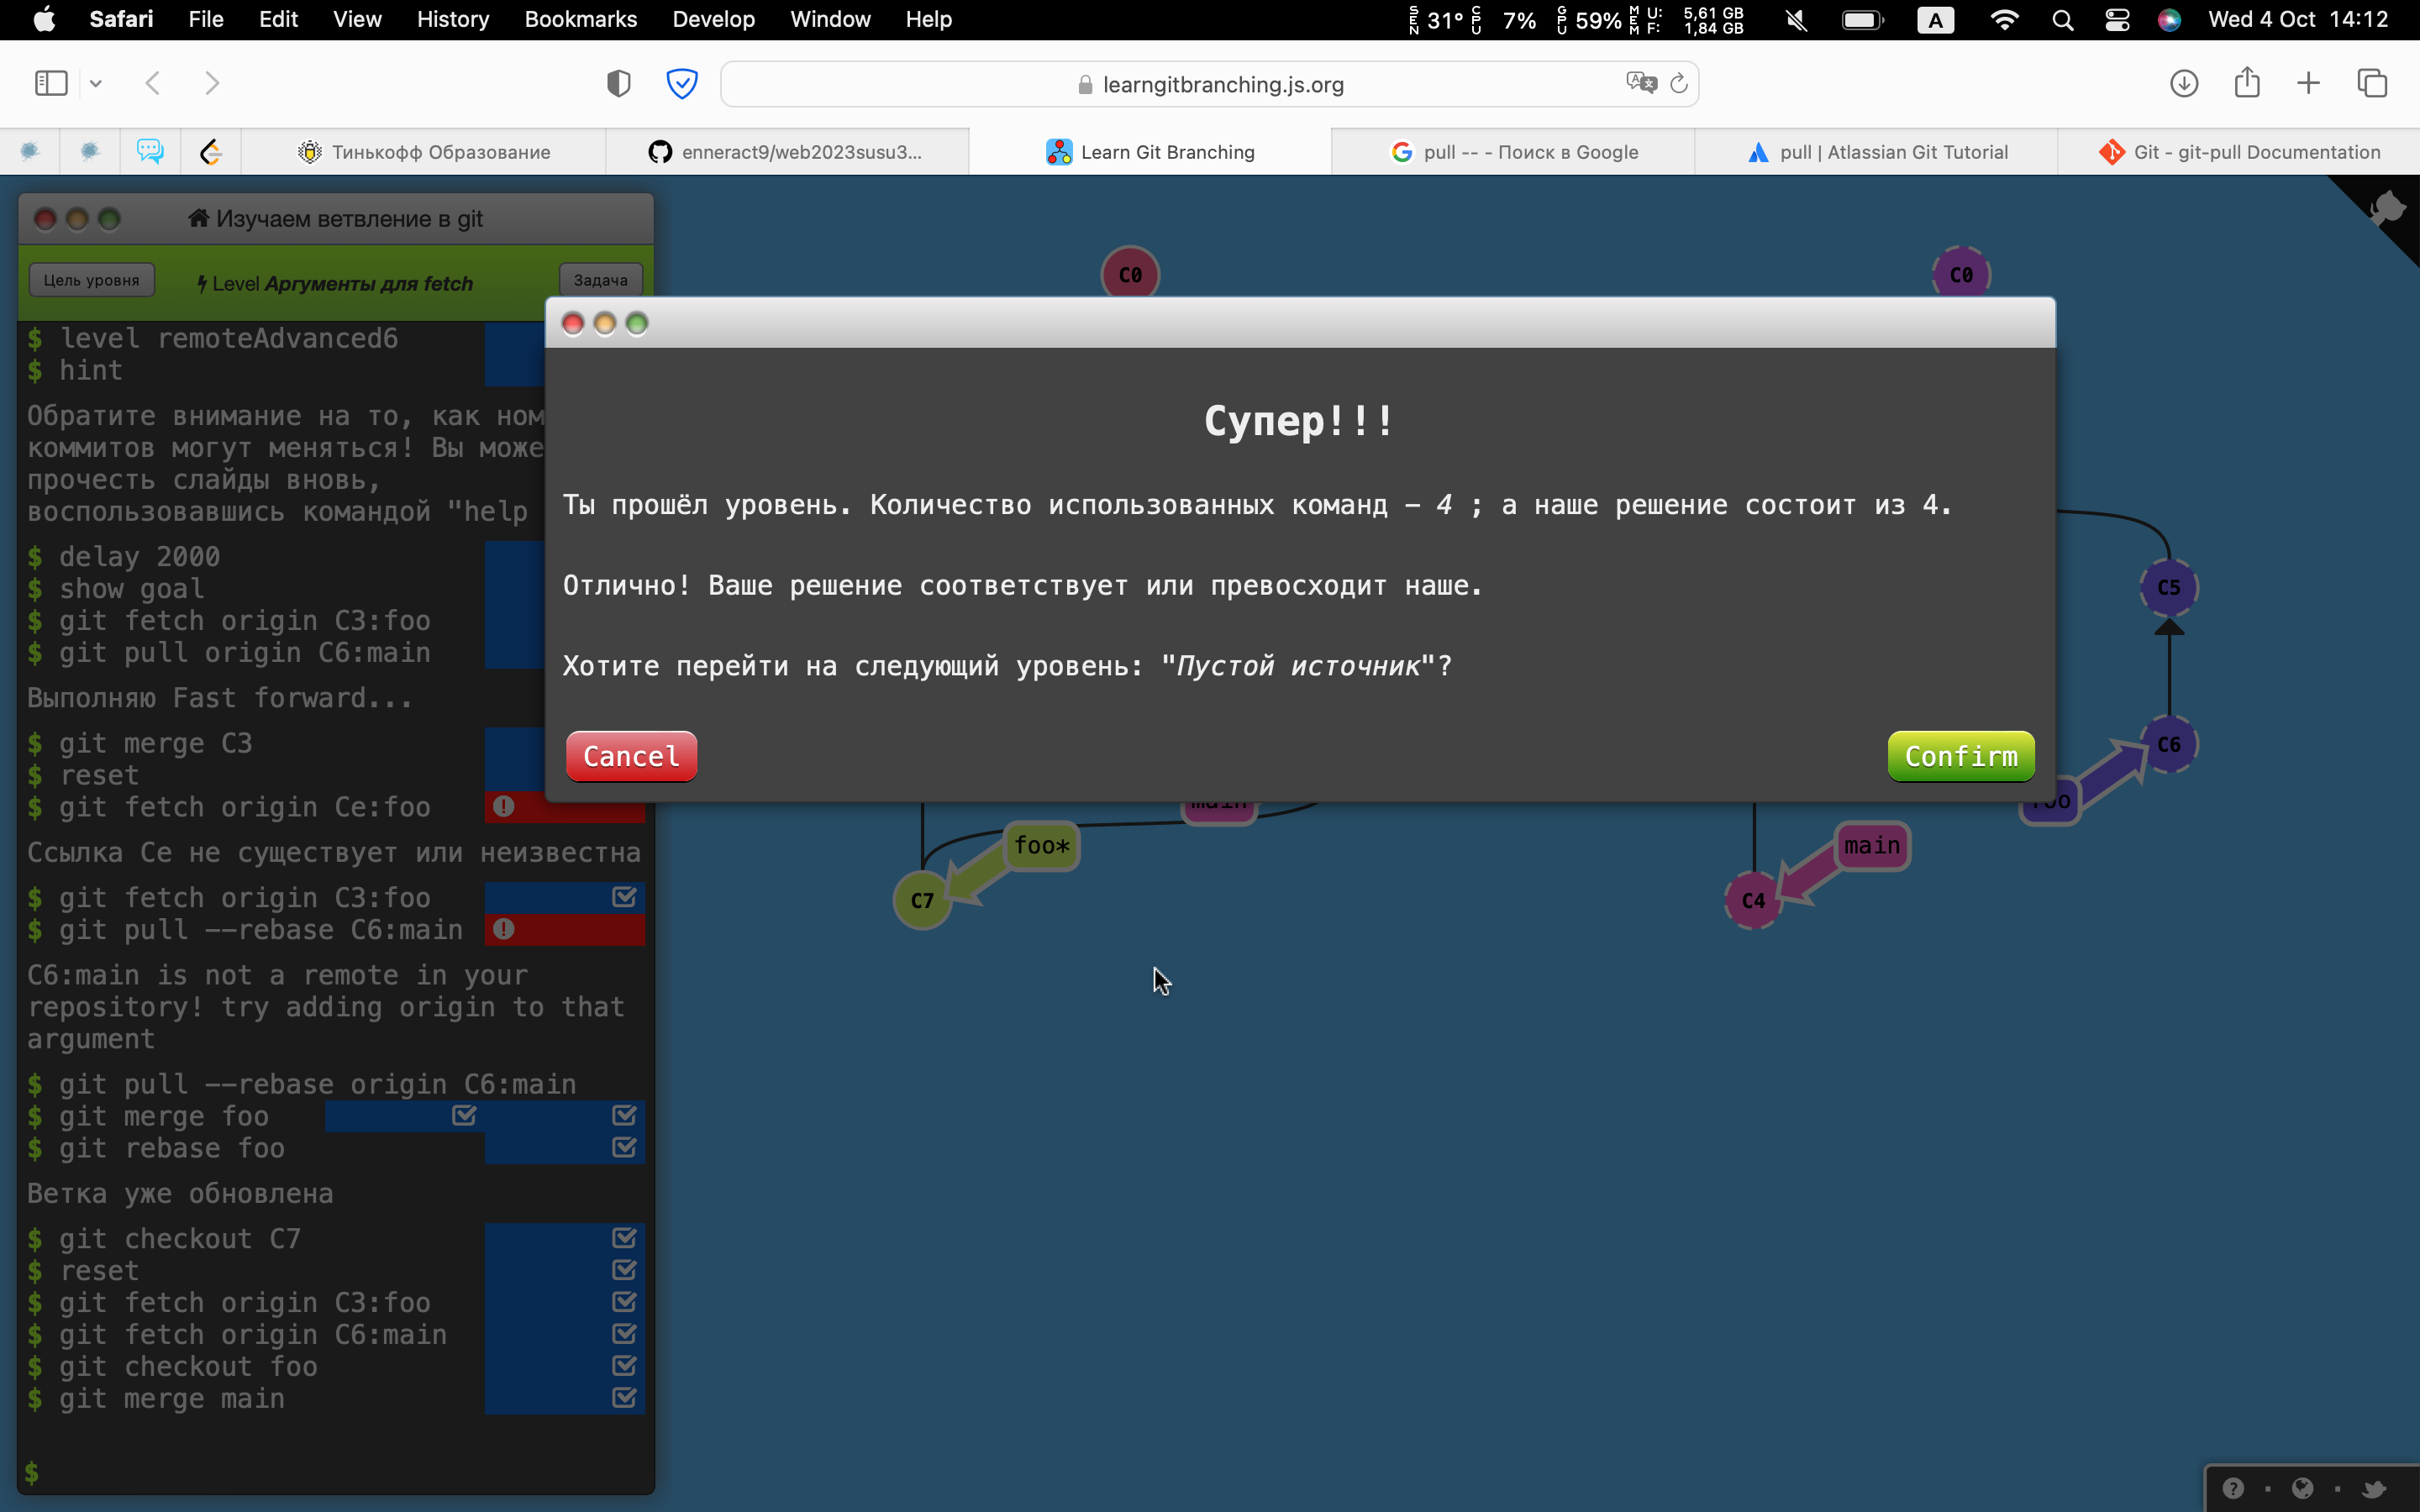 Safari File Edit View History Bookmarks Develop Window Help SEN 31° CPU 7% GPU 59% MEM U: 5,61 GB F: 1,84 GB A Wed 4 Oct 14:12
learngitbranching.js.org
Тинькофф Образование enneract9/web2023susu3... Learn Git Branching pull -- - Поиск в Google pull | Atlassian Git Tutorial Git - git-pull Documentation
Изучаем ветвление в git
Цель уровня Level Аргументы для fetch Задача
$ level remoteAdvanced6
$ hint
Обратите внимание на то, как ном
коммитов могут меняться! Вы може
прочесть слайды вновь,
воспользовавшись командой "help
$ delay 2000
$ show goal
$ git fetch origin C3:foo
$ git pull origin C6:main
Выполняю Fast forward...
$ git merge C3
$ reset
$ git fetch origin Ce:foo
Ссылка Ce не существует или неизвестна
$ git fetch origin C3:foo
$ git pull --rebase C6:main
C6:main is not a remote in your
repository! try adding origin to that
argument
$ git pull --rebase origin C6:main
$ git merge foo
$ git rebase foo
Ветка уже обновлена
$ git checkout C7
$ reset
$ git fetch origin C3:foo
$ git fetch origin C6:main
$ git checkout foo
$ git merge main
$
C0
C0
Супер!!!
Ты прошёл уровень. Количество использованных команд – 4 ; а наше решение состоит из 4.
Отлично! Ваше решение соответствует или превосходит наше.
Хотите перейти на следующий уровень: "Пустой источник"?
Cancel Confirm
C5
C6
main
foo
foo*
main
C7
C4